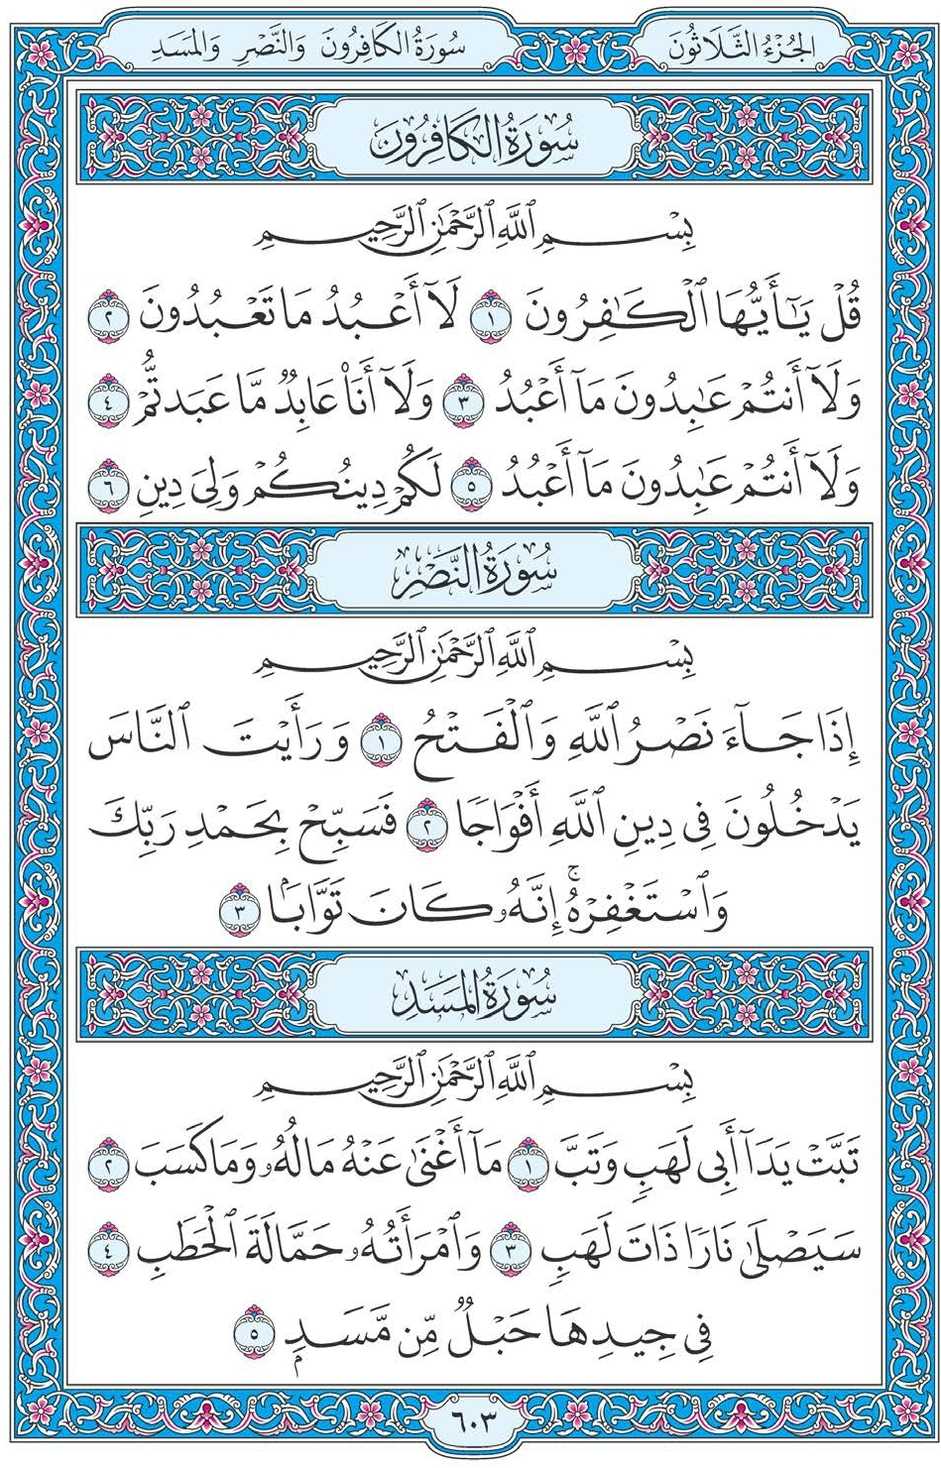 الجُزْءُ الثَّلَاثُونَ
سُورَةُ الكَافِرُونَ وَالنَّصْرِ وَالمَسَدِ
سُورَةُ الكَافِرُونَ
بِسْمِ ٱللَّهِ ٱلرَّحْمَٰنِ ٱلرَّحِيمِ
قُلْ يَٰٓأَيُّهَا ٱلْكَٰفِرُونَ ١ لَآ أَعْبُدُ مَا تَعْبُدُونَ ٢
وَلَآ أَنتُمْ عَٰبِدُونَ مَآ أَعْبُدُ ٣ وَلَآ أَنَا۠ عَابِدٌ مَّا عَبَدتُّمْ ٤
وَلَآ أَنتُمْ عَٰبِدُونَ مَآ أَعْبُدُ ٥ لَكُمْ دِينُكُمْ وَلِىَ دِينِ ٦
سُورَةُ النَّصْرِ
بِسْمِ ٱللَّهِ ٱلرَّحْمَٰنِ ٱلرَّحِيمِ
إِذَا جَآءَ نَصْرُ ٱللَّهِ وَٱلْفَتْحُ ١ وَرَأَيْتَ ٱلنَّاسَ
يَدْخُلُونَ فِى دِينِ ٱللَّهِ أَفْوَاجًا ٢ فَسَبِّحْ بِحَمْدِ رَبِّكَ
وَٱسْتَغْفِرْهُۚ إِنَّهُۥ كَانَ تَوَّابًۢا ٣
سُورَةُ المَسَدِ
بِسْمِ ٱللَّهِ ٱلرَّحْمَٰنِ ٱلرَّحِيمِ
تَبَّتْ يَدَآ أَبِى لَهَبٍ وَتَبَّ ١ مَآ أَغْنَىٰ عَنْهُ مَالُهُۥ وَمَا كَسَبَ ٢
سَيَصْلَىٰ نَارًا ذَاتَ لَهَبٍ ٣ وَٱمْرَأَتُهُۥ حَمَّالَةَ ٱلْحَطَبِ ٤
فِى جِيدِهَا حَبْلٌ مِّن مَّسَدٍۭ ٥
٦٠٣